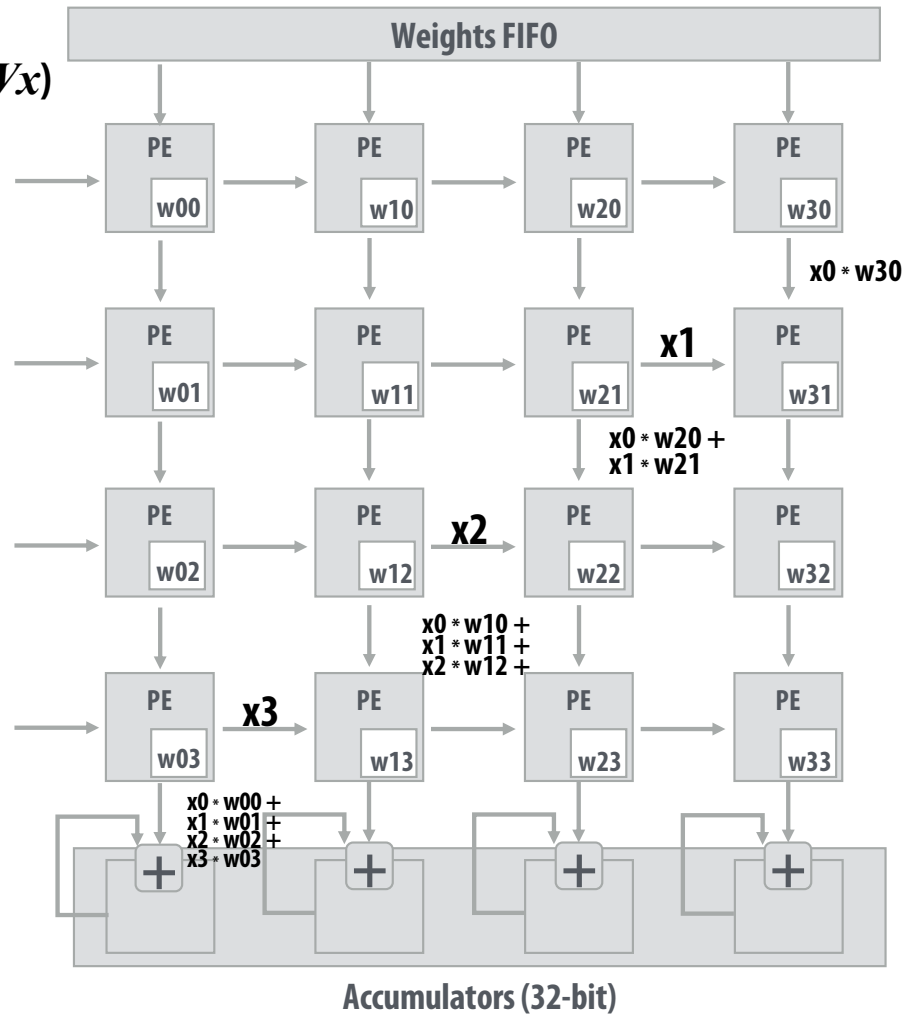 Weights FIFO
Vx)
PE
PE
PE
PE
w00
w10
w20
w30
x0 * w30
PE
PE
PE
x1
PE
w01
w11
w21
w31
x0 * w20 +
x1 * w21
PE
PE
x2
PE
PE
w02
w12
w22
w32
x0 * w10 +
x1 * w11 +
x2 * w12 +
PE
x3
PE
PE
PE
w03
w13
w23
w33
x0 * w00 +
x1 * w01 +
x2 * w02 +
x3 * w03
+
+
+
+
Accumulators (32-bit)